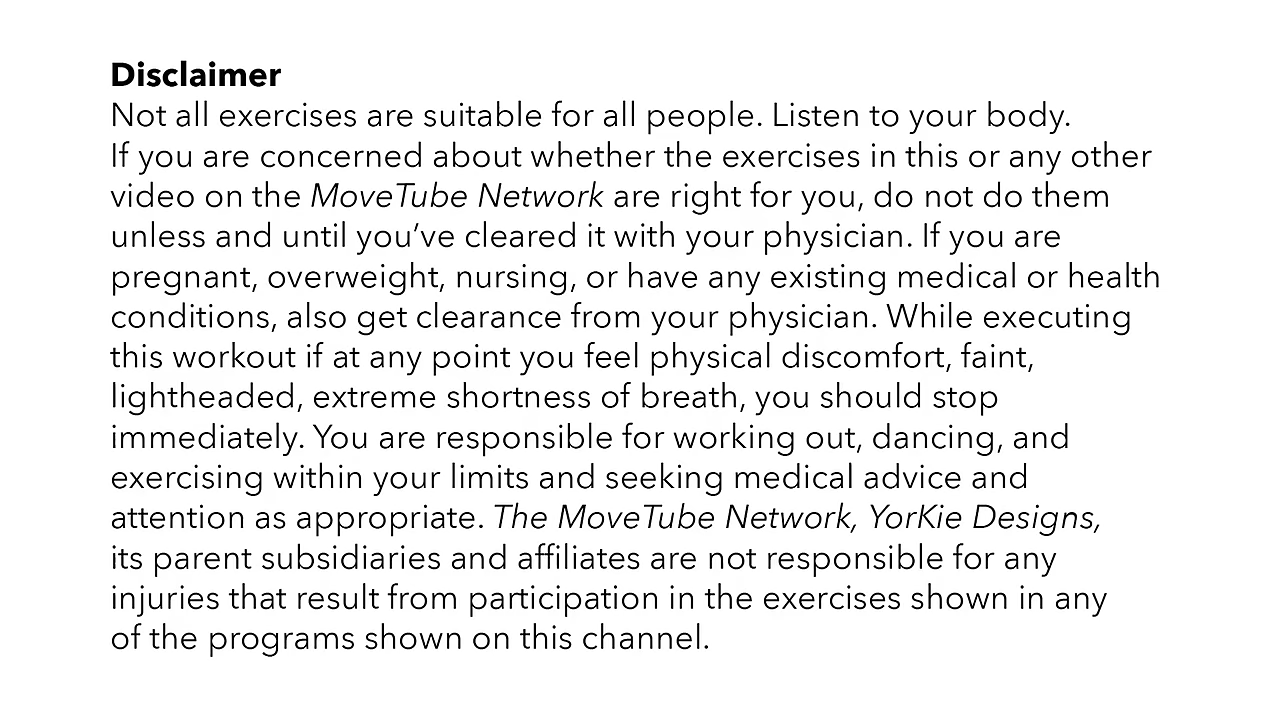 Disclaimer
Not all exercises are suitable for all people. Listen to your body.
If you are concerned about whether the exercises in this or any other
video on the MoveTube Network are right for you, do not do them
unless and until you’ve cleared it with your physician. If you are
pregnant, overweight, nursing, or have any existing medical or health
conditions, also get clearance from your physician. While executing
this workout if at any point you feel physical discomfort, faint,
lightheaded, extreme shortness of breath, you should stop
immediately. You are responsible for working out, dancing, and
exercising within your limits and seeking medical advice and
attention as appropriate. The MoveTube Network, YorKie Designs,
its parent subsidiaries and affiliates are not responsible for any
injuries that result from participation in the exercises shown in any
of the programs shown on this channel.